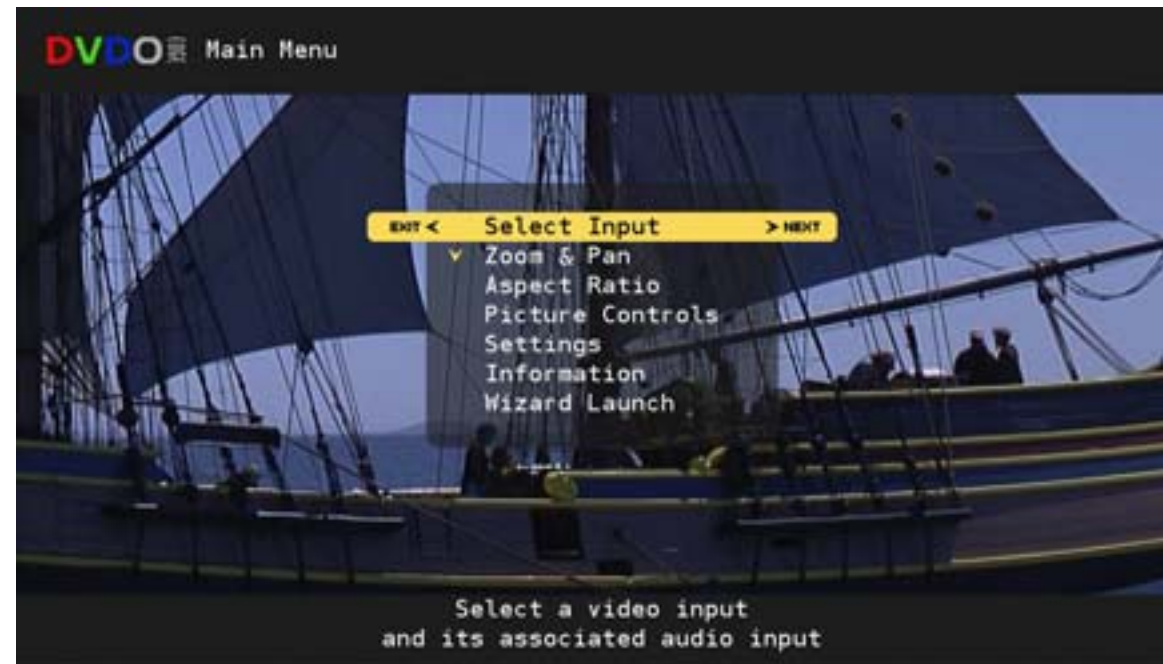 DVDO Main Menu
EXIT < Select Input > NEXT
Zoom & Pan
Aspect Ratio
Picture Controls
Settings
Information
Wizard Launch
Select a video input
and its associated audio input